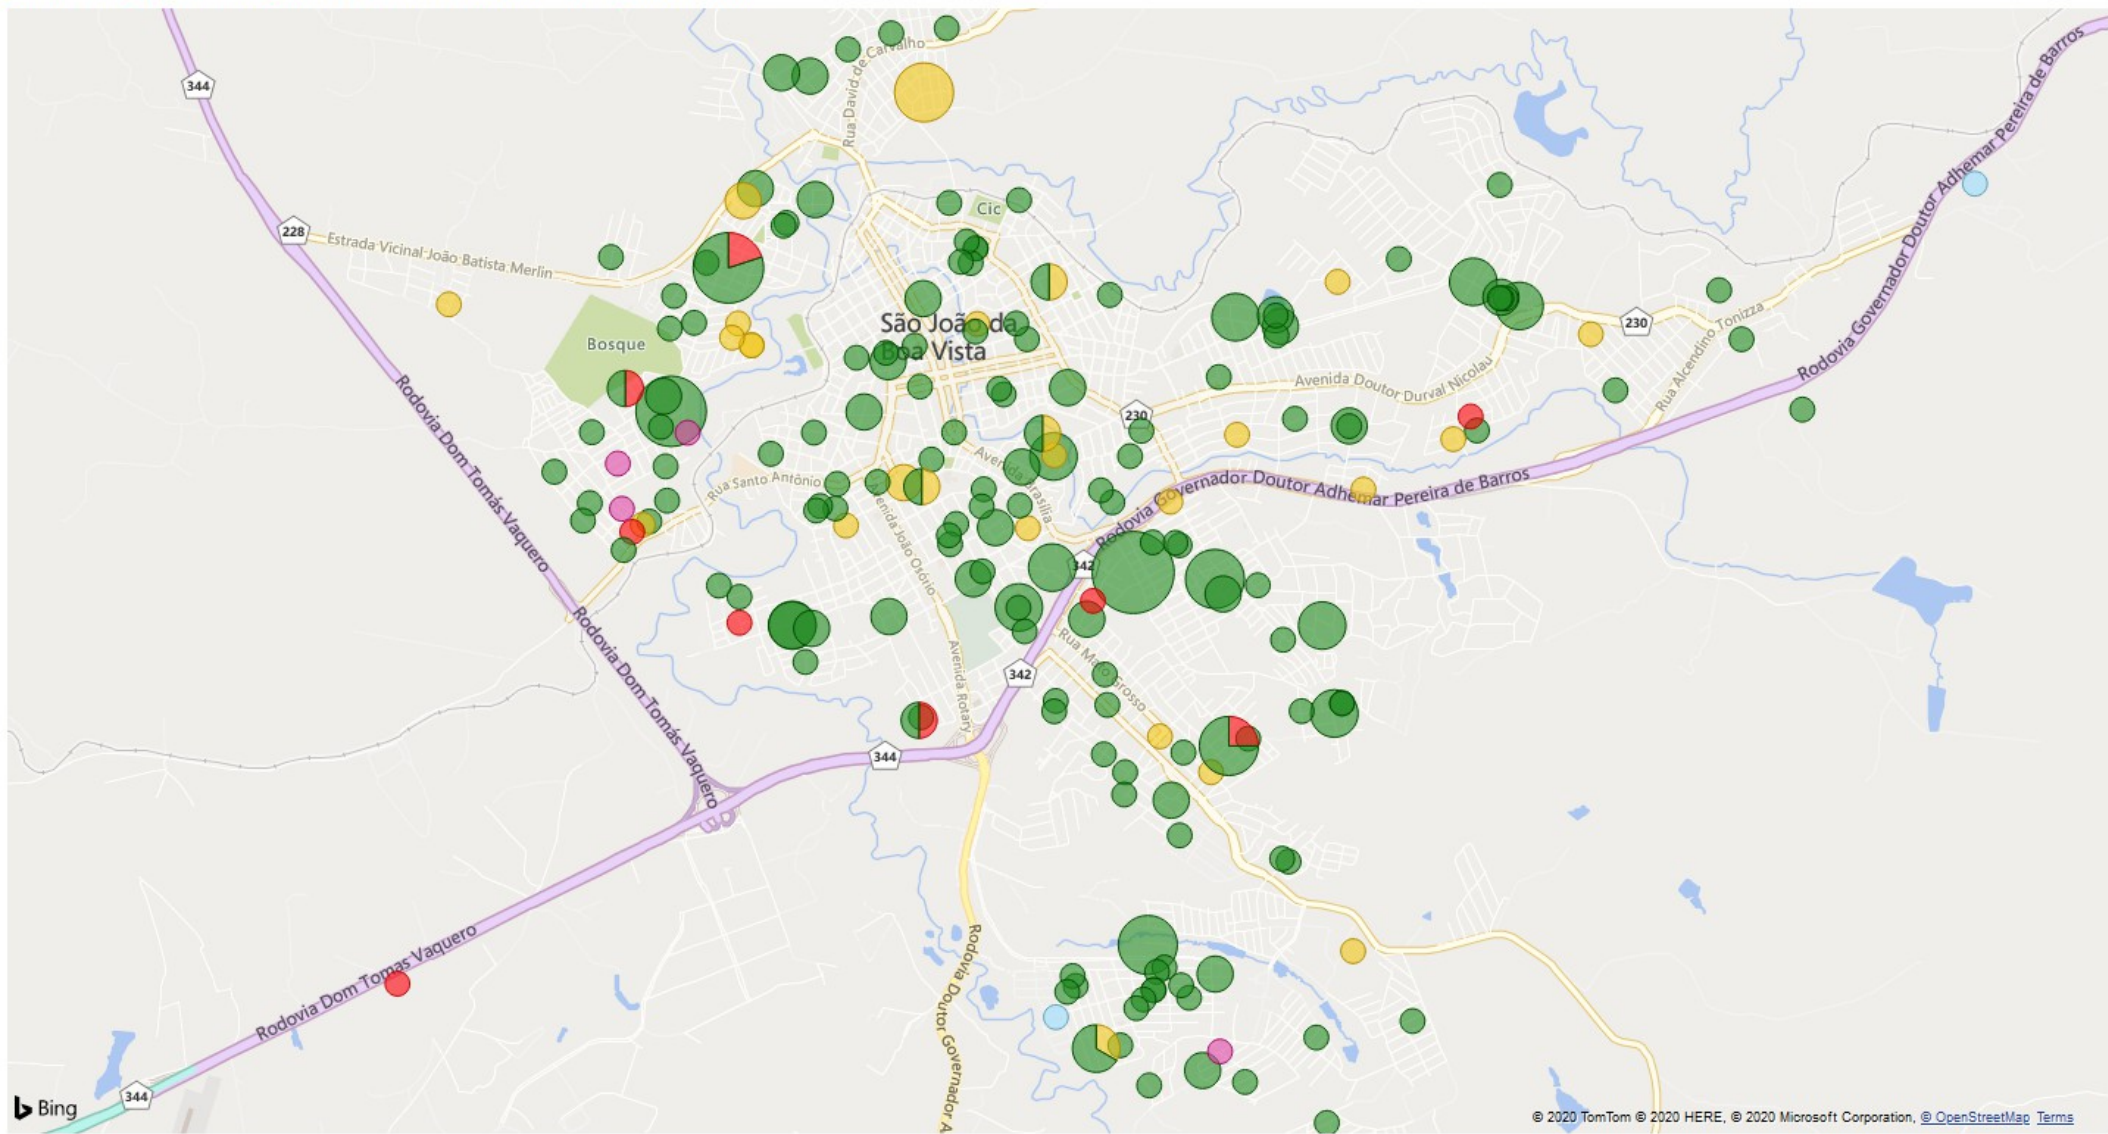 Rua David de Carvalho
344
Rodovia Governador Doutor Adhemar Pereira de Barros
Cic
228
Estrada Vicinal João Batista Merlin
São João da
Boa Vista
230
Bosque
Rua Alcendino Tonizza
Avenida Doutor Durval Nicolau
Rodovia Dom Tomás Vaquero
230
Avenida Brasília
Rua Santo Antônio
Rodovia Governador Doutor Adhemar Pereira de Barros
Avenida João Osório
342
Rodovia Dom Tomás Vaquero
Rua Mato Grosso
Avenida Rotary
342
344
Rodovia Dom Tomas Vaquero
Rodovia Doutor Governador A
344
Bing
© 2020 TomTom © 2020 HERE, © 2020 Microsoft Corporation, © OpenStreetMap Terms